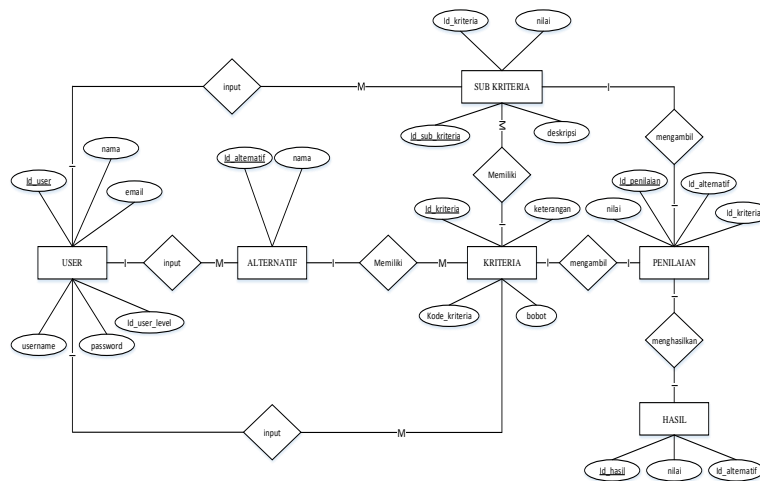 Id_kriteria
nilai
input
M
SUB KRITERIA
I
I
Id_sub_kriteria
deskripsi
M
mengambil
Id_user
nama
email
Id_alternatif
nama
Memiliki
I
Id_kriteria
keterangan
Id_penilaian
Id_alternatif
nilai
Id_kriteria
I
USER
I
input
M
ALTERNATIF
I
Memiliki
M
KRITERIA
I
mengambil
I
PENILAIAN
username
password
Id_user_level
Kode_kriteria
bobot
I
I
menghasilkan
I
input
M
HASIL
Id_hasil
nilai
Id_alternatif